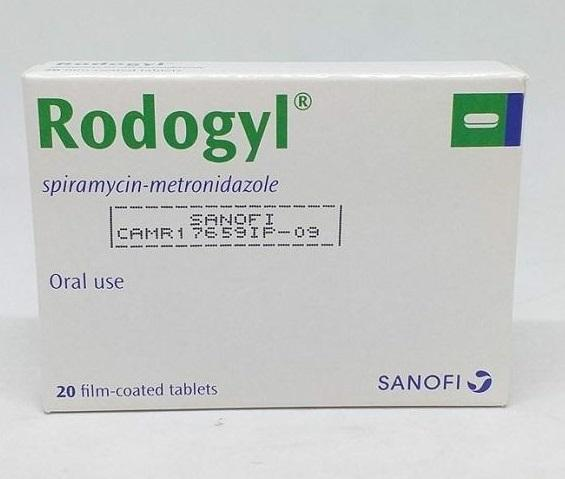 Rodogyl®
spiramycin-metronidazole
SANOFI
CAMR17659IP-09
Oral use
20 film-coated tablets
SANOFI